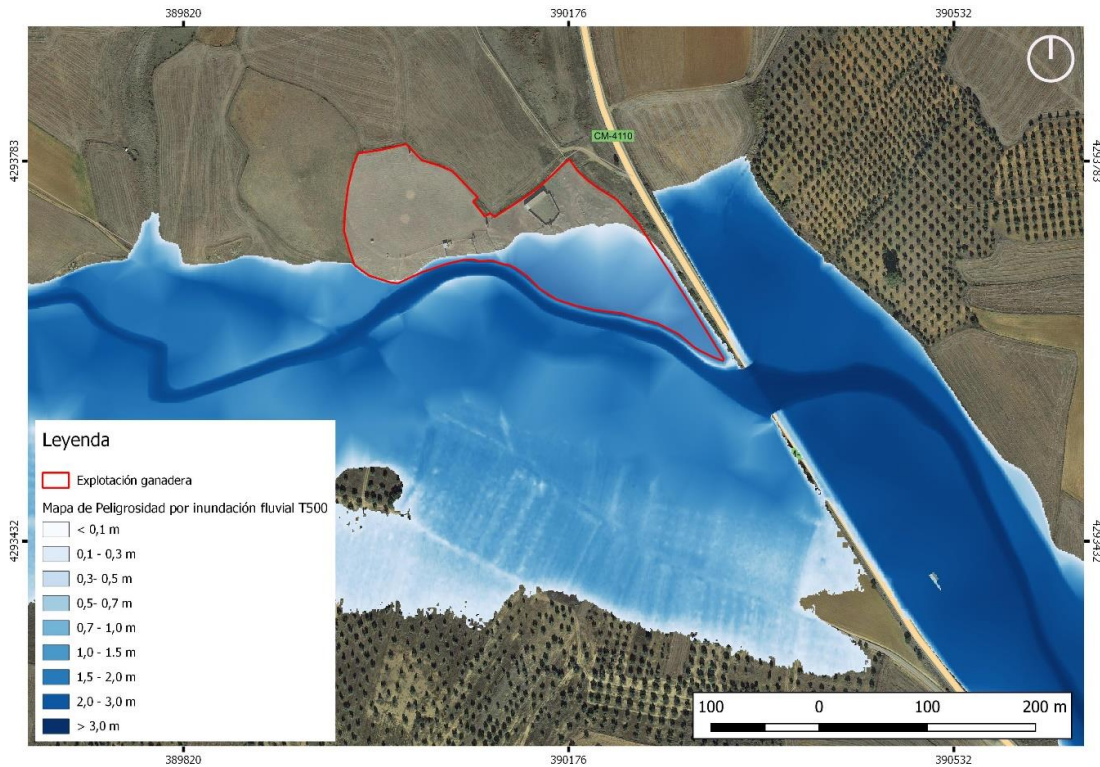 389820 390176 390532
CM-4110
4293783 4293783
4293432 4293432
Leyenda
Explotación ganadera
Mapa de Peligrosidad por inundación fluvial T500
< 0,1 m
0,1 - 0,3 m
0,3- 0,5 m
0,5- 0,7 m
0,7 - 1,0 m
1,0 - 1.5 m
1,5 - 2,0 m
2,0 - 3,0 m
> 3,0 m
100 0 100 200 m
389820 390176 390532